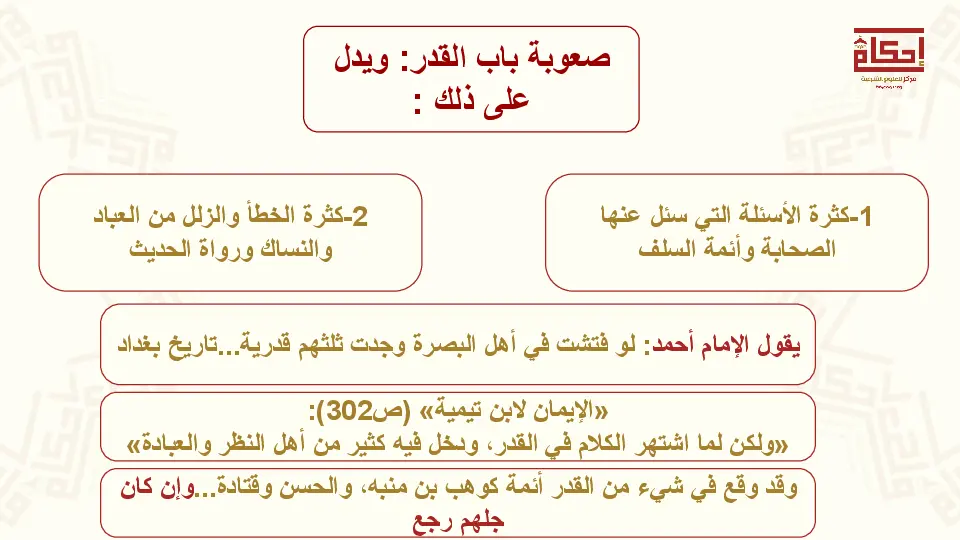 إحكام
مركز للعلوم الشرعية
صعوبة باب القدر: ويدل
على ذلك :
1-كثرة الأسئلة التي سئل عنها
الصحابة وأئمة السلف
2-كثرة الخطأ والزلل من العباد
والنساك ورواة الحديث
يقول الإمام أحمد: لو فتشت في أهل البصرة وجدت ثلثهم قدرية...تاريخ بغداد
«الإيمان لابن تيمية» (ص302):
«ولكن لما اشتهر الكلام في القدر، ودخل فيه كثير من أهل النظر والعبادة»
وقد وقع في شيء من القدر أئمة كوهب بن منبه، والحسن وقتادة...وإن كان
جلهم رجع